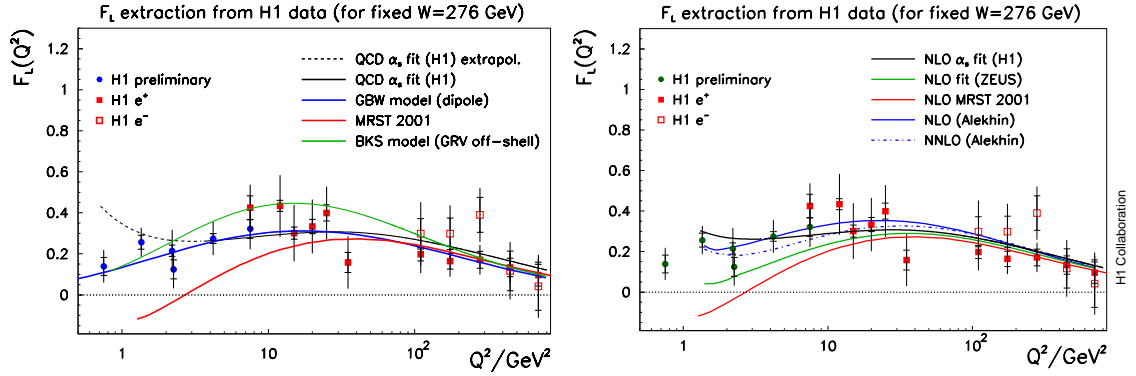 F_L extraction from H1 data (for fixed W=276 GeV)
F_L(Q²)
1.2
1
0.8
0.6
0.4
0.2
0
H1 preliminary
H1 e⁺
H1 e⁻
QCD α_s fit (H1) extrapol.
QCD α_s fit (H1)
GBW model (dipole)
MRST 2001
BKS model (GRV off-shell)
1
10
10²
Q²/GeV²
F_L extraction from H1 data (for fixed W=276 GeV)
F_L(Q²)
1.2
1
0.8
0.6
0.4
0.2
0
H1 preliminary
H1 e⁺
H1 e⁻
NLO α_s fit (H1)
NLO fit (ZEUS)
NLO MRST 2001
NLO (Alekhin)
NNLO (Alekhin)
1
10
10²
Q²/GeV²
H1 Collaboration